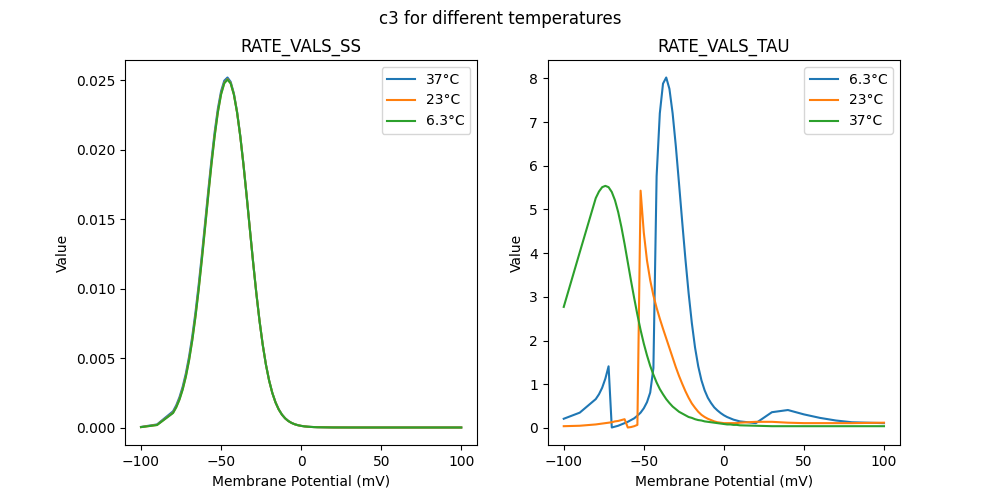 c3 for different temperatures
RATE_VALS_SS
0.025
0.020
0.015
0.010
0.005
0.000
Value
−100
−50
0
50
100
Membrane Potential (mV)
37°C
23°C
6.3°C
RATE_VALS_TAU
8
7
6
5
4
3
2
1
0
Value
−100
−50
0
50
100
Membrane Potential (mV)
6.3°C
23°C
37°C